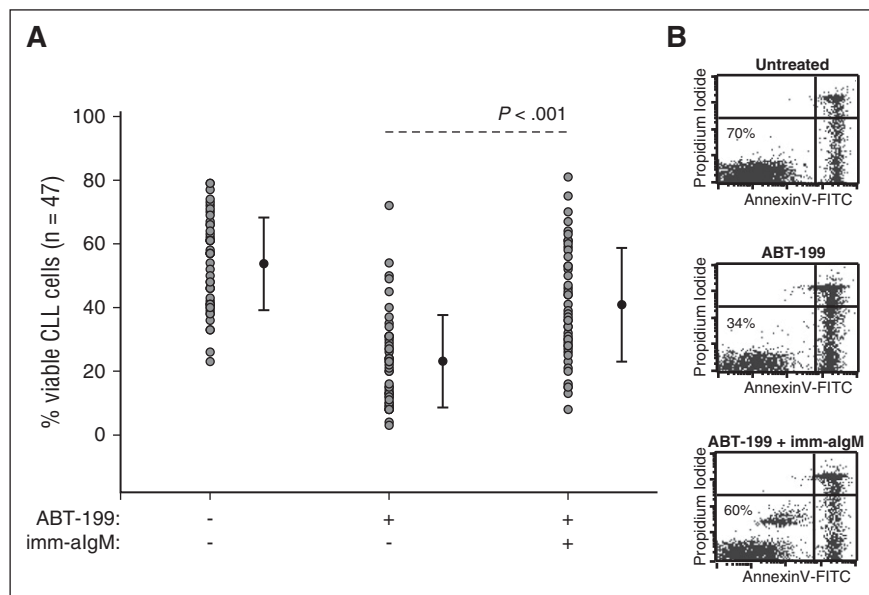 A
% viable CLL cells (n = 47)
100
80
60
40
20
0
P < .001
ABT-199: - + +
imm-aIgM: - - +
B
Untreated
Propidium Iodide
70%
AnnexinV-FITC
ABT-199
Propidium Iodide
34%
AnnexinV-FITC
ABT-199 + imm-aIgM
Propidium Iodide
60%
AnnexinV-FITC